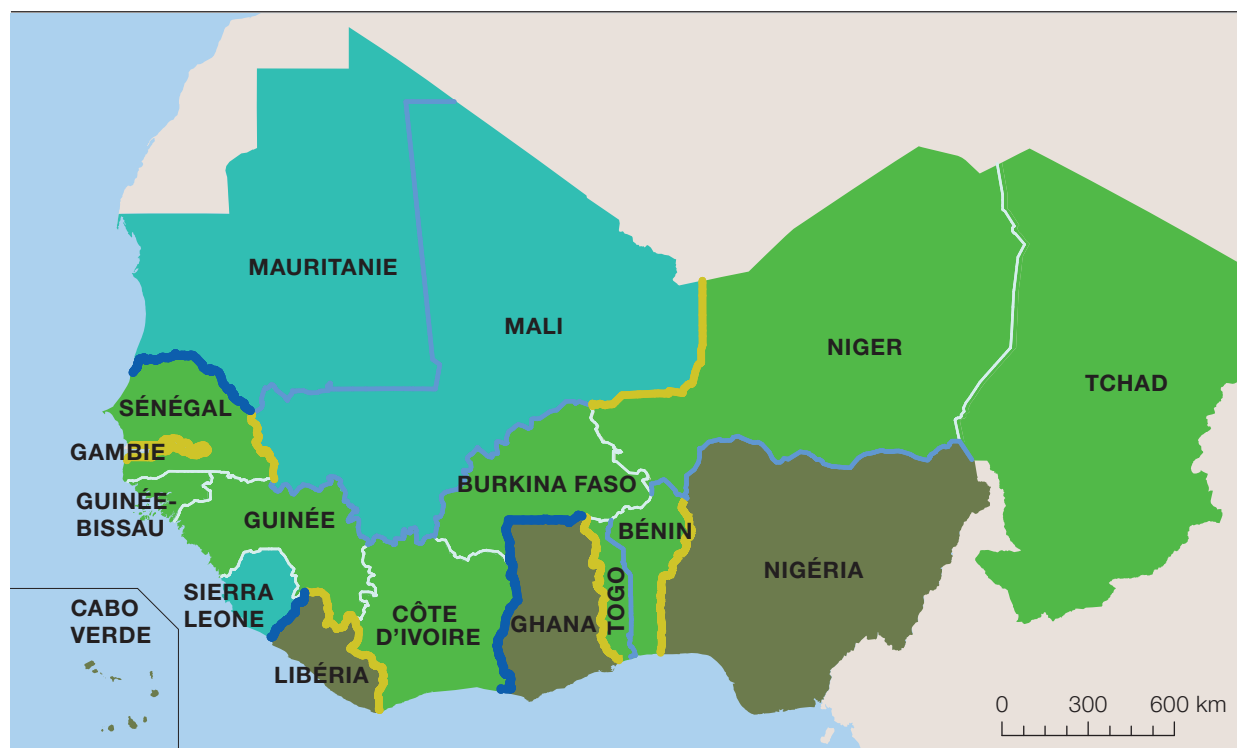 MAURITANIE
MALI
NIGER
TCHAD
SÉNÉGAL
GAMBIE
GUINÉE-
BISSAU
GUINÉE
BURKINA FASO
BÉNIN
NIGÉRIA
SIERRA
LEONE
CÔTE
D'IVOIRE
GHANA
TOGO
LIBÉRIA
CABO
VERDE
0 300 600 km